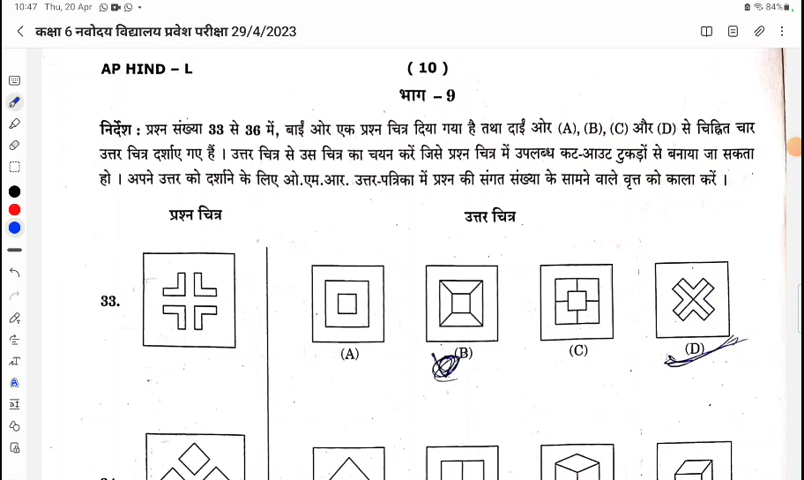 10:47 Thu, 20 Apr
84%
कक्षा 6 नवोदय विद्यालय प्रवेश परीक्षा 29/4/2023
AP HIND – L
( 10 )
भाग – 9
निर्देश : प्रश्न संख्या 33 से 36 में, बाईं ओर एक प्रश्न चित्र दिया गया है तथा दाईं ओर (A), (B), (C) और (D) से चिह्नित चार
उत्तर चित्र दर्शाए गए हैं । उत्तर चित्र से उस चित्र का चयन करें जिसे प्रश्न चित्र में उपलब्ध कट-आउट टुकड़ों से बनाया जा सकता
हो । अपने उत्तर को दर्शाने के लिए ओ.एम.आर. उत्तर-पत्रिका में प्रश्न की संगत संख्या के सामने वाले वृत्त को काला करें ।
प्रश्न चित्र
उत्तर चित्र
33.
(A)
(B)
(C)
(D)